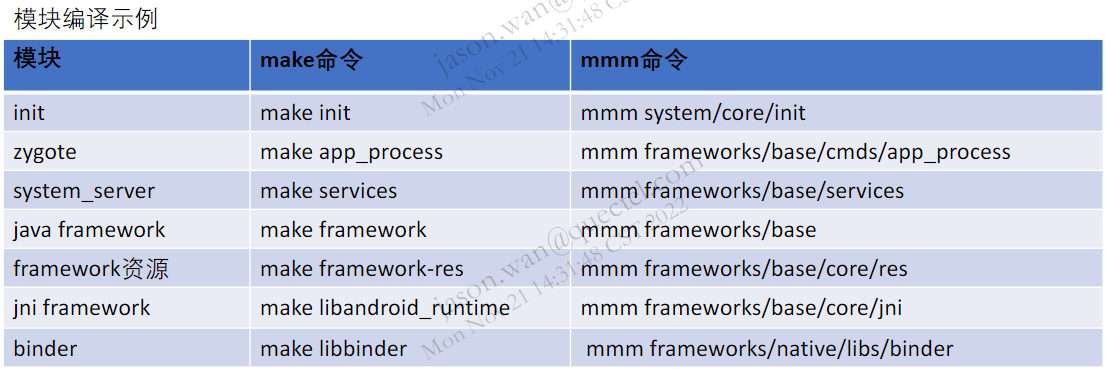 模块编译示例
模块 make命令 mmm命令
init make init mmm system/core/init
zygote make app_process mmm frameworks/base/cmds/app_process
system_server make services mmm frameworks/base/services
java framework make framework mmm frameworks/base
framework资源 make framework-res mmm frameworks/base/core/res
jni framework make libandroid_runtime mmm frameworks/base/core/jni
binder make libbinder mmm frameworks/native/libs/binder
jason.wan@quectel.com
Mon Nov 21 14:31:48 CST 2022
jason.wan@quectel.com
Mon Nov 21 14:31:48 CST 2022